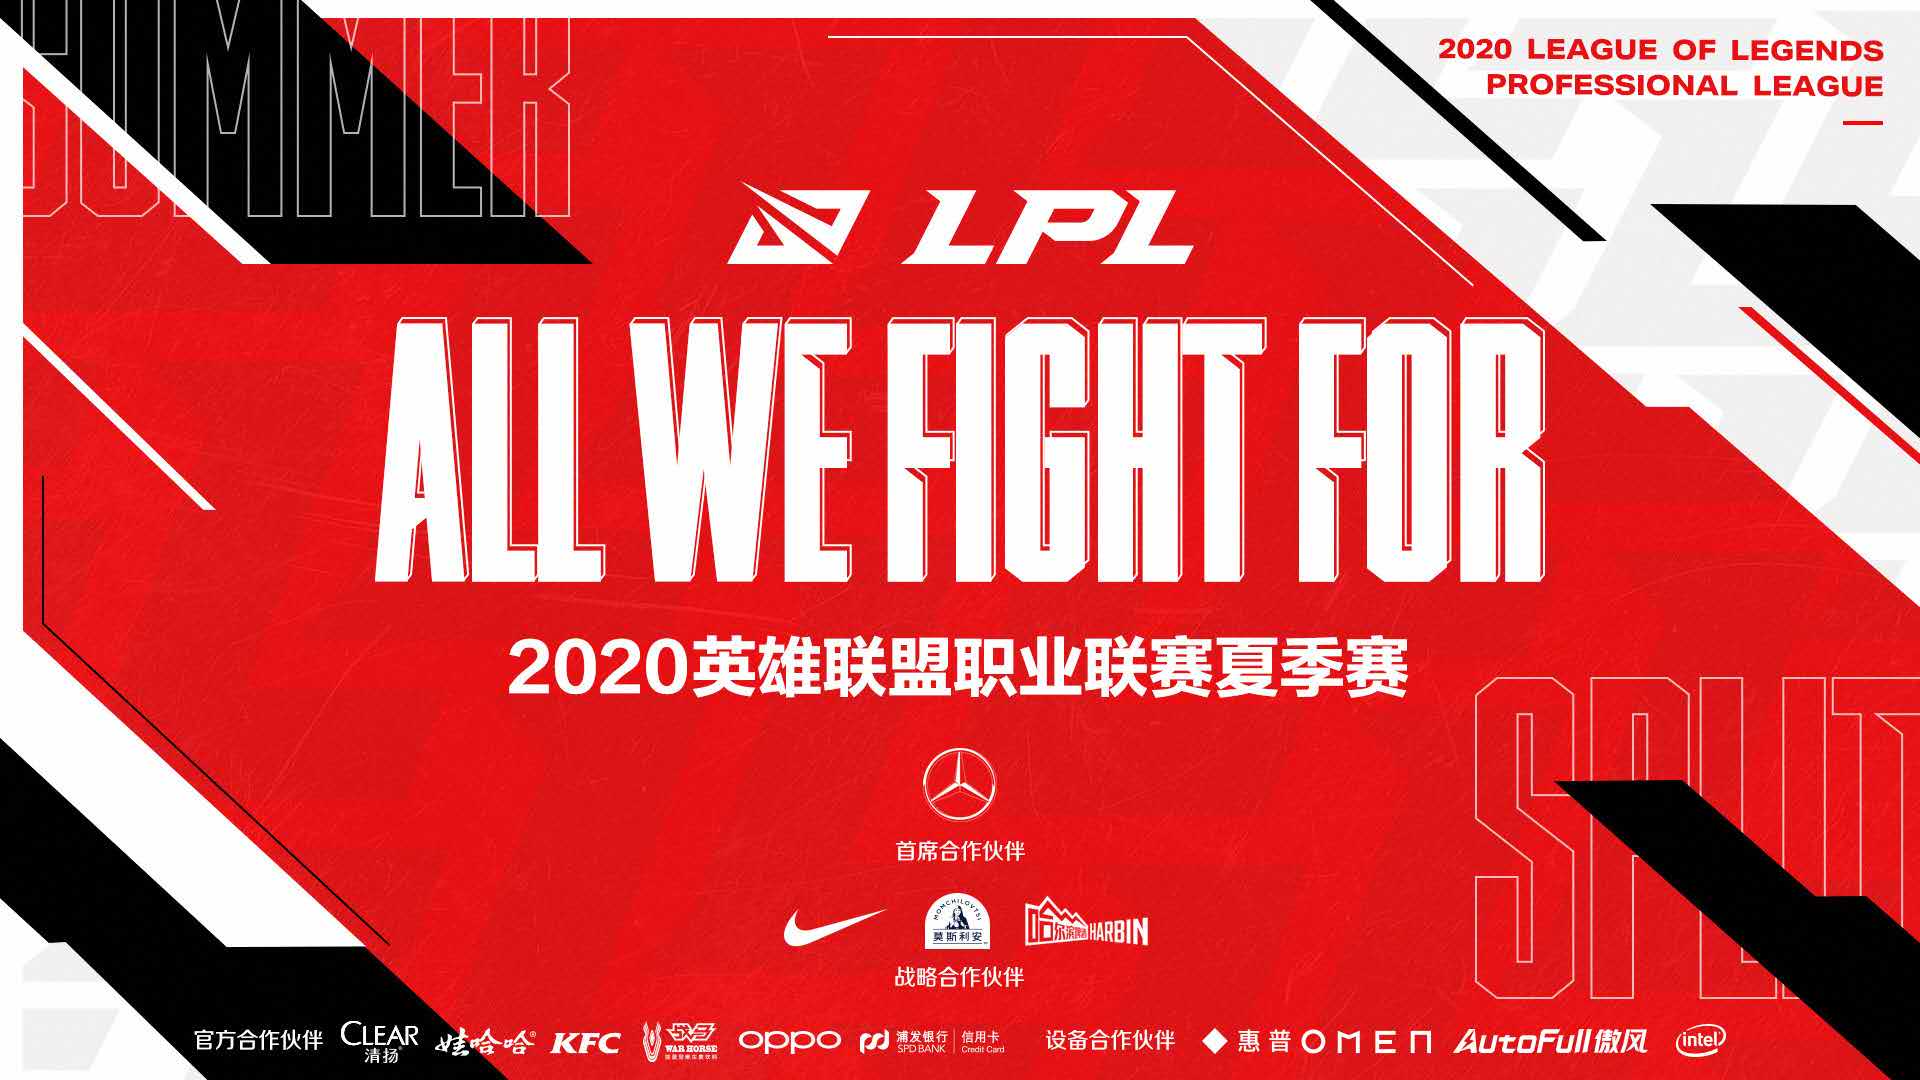 SUMMER
2020 LEAGUE OF LEGENDS
PROFESSIONAL LEAGUE
LPL
ALL WE FIGHT FOR
2020英雄联盟职业联赛夏季赛
SPLIT
首席合作伙伴
MOMCHILOVTSI
莫斯利安
哈尔滨啤酒 HARBIN
战略合作伙伴
官方合作伙伴 CLEAR 清扬 娃哈哈® KFC WAR HORSE oppo 浦发银行 SPD BANK 信用卡 Credit Card 设备合作伙伴 惠普 OMEN AutoFull傲风 intel